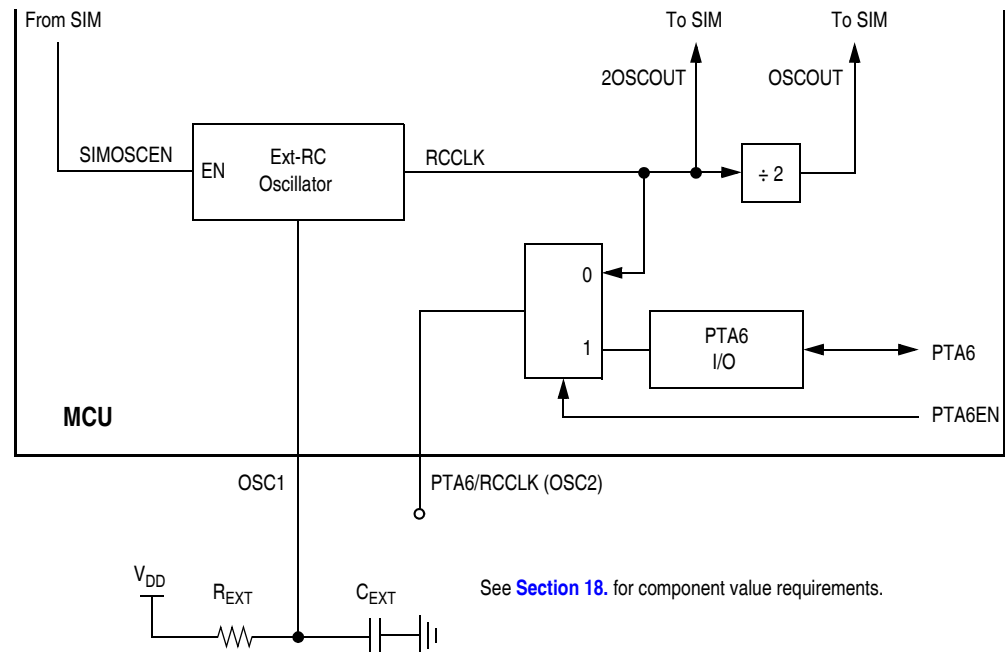 From SIM
To SIM
To SIM
2OSCOUT
OSCOUT
SIMOSCEN
EN
Ext-RC
Oscillator
RCCLK
÷ 2
0
1
PTA6
I/O
PTA6
PTA6EN
MCU
OSC1
PTA6/RCCLK (OSC2)
VDD
REXT
CEXT
See Section 18. for component value requirements.